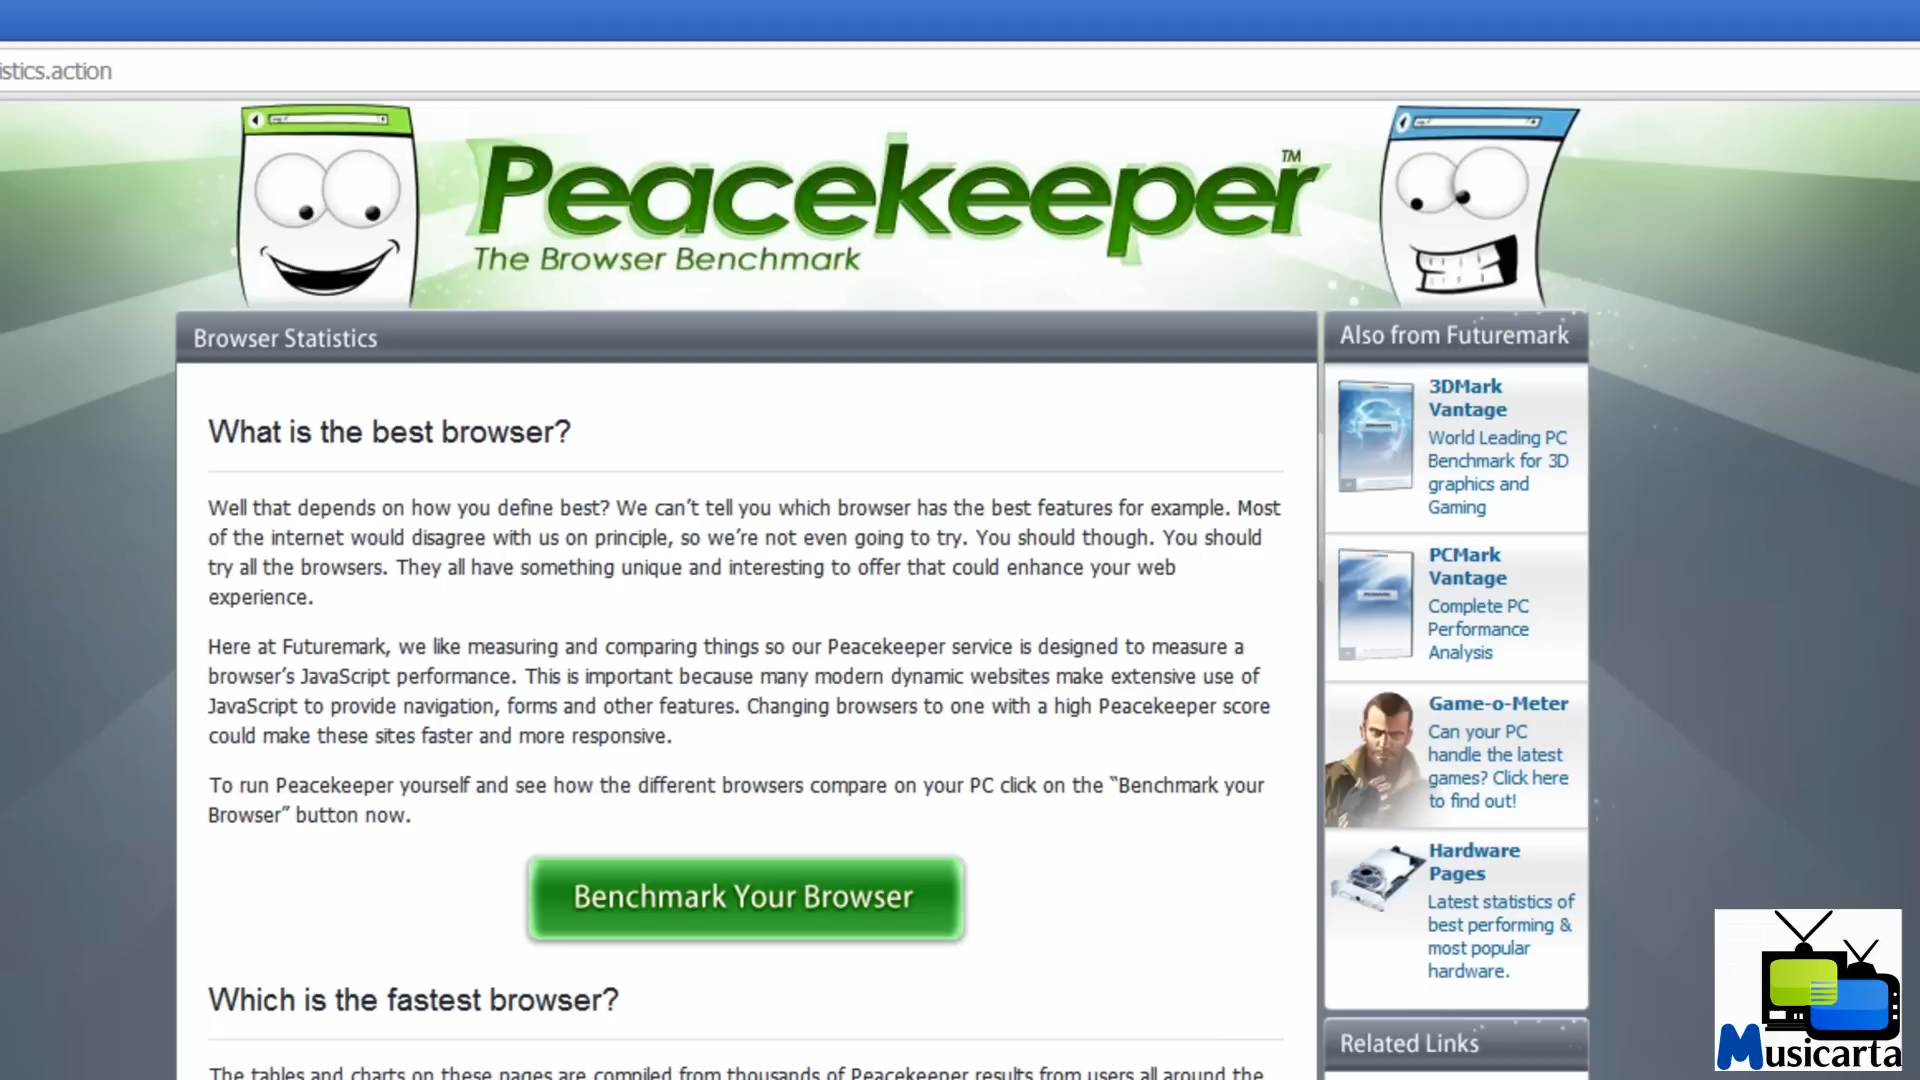 istics.action
Peacekeeper™
The Browser Benchmark
Browser Statistics
What is the best browser?
Well that depends on how you define best? We can’t tell you which browser has the best features for example. Most
of the internet would disagree with us on principle, so we’re not even going to try. You should though. You should
try all the browsers. They all have something unique and interesting to offer that could enhance your web
experience.
Here at Futuremark, we like measuring and comparing things so our Peacekeeper service is designed to measure a
browser’s JavaScript performance. This is important because many modern dynamic websites make extensive use of
JavaScript to provide navigation, forms and other features. Changing browsers to one with a high Peacekeeper score
could make these sites faster and more responsive.
To run Peacekeeper yourself and see how the different browsers compare on your PC click on the “Benchmark your
Browser” button now.
Benchmark Your Browser
Which is the fastest browser?
The tables and charts on these pages are compiled from thousands of Peacekeeper results from users all around the
Also from Futuremark
3DMark
Vantage
World Leading PC
Benchmark for 3D
graphics and
Gaming
PCMark
Vantage
Complete PC
Performance
Analysis
Game-o-Meter
Can your PC
handle the latest
games? Click here
to find out!
Hardware
Pages
Latest statistics of
best performing &
most popular
hardware.
Related Links
Musicarta